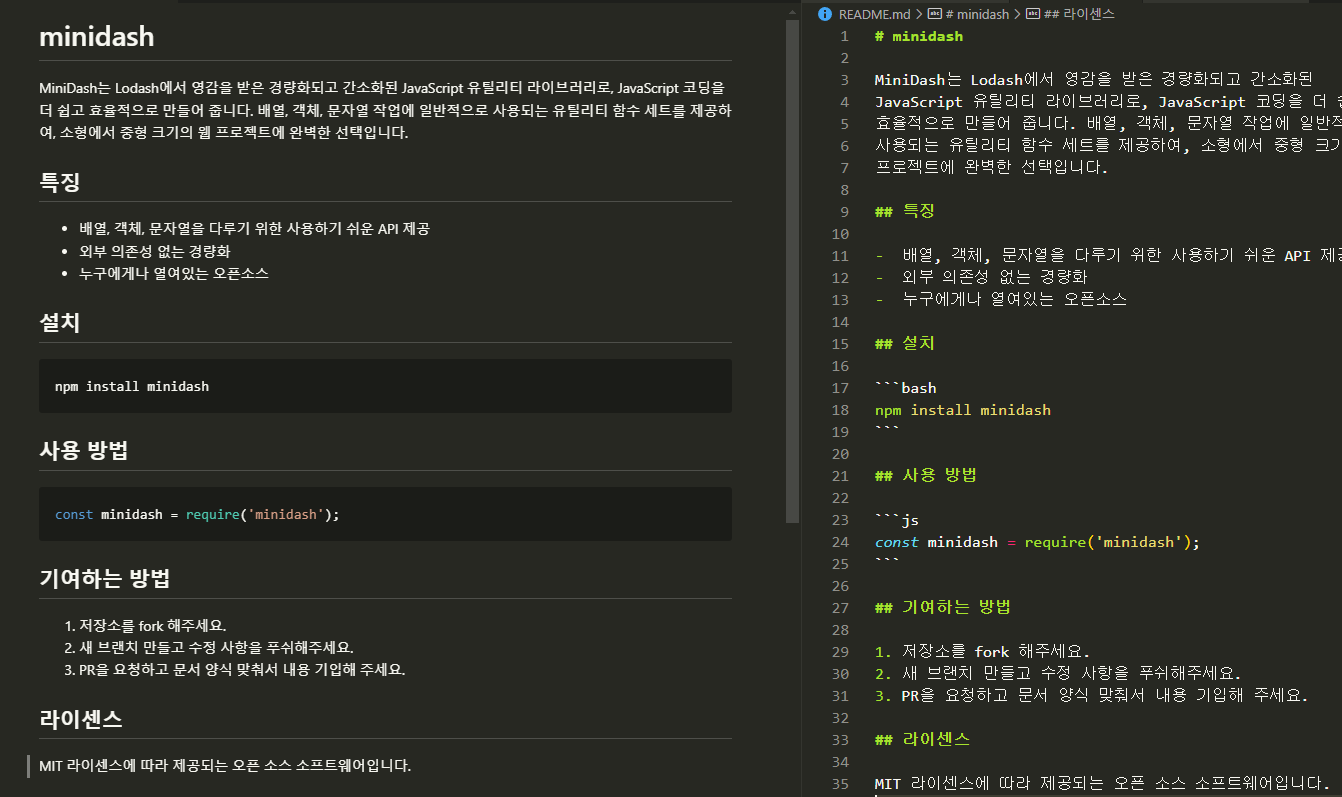 minidash
MiniDash는 Lodash에서 영감을 받은 경량화되고 간소화된 JavaScript 유틸리티 라이브러리로, JavaScript 코딩을
더 쉽고 효율적으로 만들어 줍니다. 배열, 객체, 문자열 작업에 일반적으로 사용되는 유틸리티 함수 세트를 제공하
여, 소형에서 중형 크기의 웹 프로젝트에 완벽한 선택입니다.
특징
• 배열, 객체, 문자열을 다루기 위한 사용하기 쉬운 API 제공
• 외부 의존성 없는 경량화
• 누구에게나 열여있는 오픈소스
설치
npm install minidash
사용 방법
const minidash = require('minidash');
기여하는 방법
1. 저장소를 fork 해주세요.
2. 새 브랜치 만들고 수정 사항을 푸쉬해주세요.
3. PR을 요청하고 문서 양식 맞춰서 내용 기입해 주세요.
라이센스
MIT 라이센스에 따라 제공되는 오픈 소스 소프트웨어입니다.
README.md > # minidash > ## 라이센스
1 # minidash
2
3 MiniDash는 Lodash에서 영감을 받은 경량화되고 간소화된
4 JavaScript 유틸리티 라이브러리로, JavaScript 코딩을 더
5 효율적으로 만들어 줍니다. 배열, 객체, 문자열 작업에
6 사용되는 유틸리티 함수 세트를 제공하여, 소형에서 중형
7 프로젝트에 완벽한 선택입니다.
8
9 ## 특징
10
11 - 배열, 객체, 문자열을 다루기 위한 사용하기 쉬운 API
12 - 외부 의존성 없는 경량화
13 - 누구에게나 열여있는 오픈소스
14
15 ## 설치
16
17 ```bash
18 npm install minidash
19 ```
20
21 ## 사용 방법
22
23 ```js
24 const minidash = require('minidash');
25 ```
26
27 ## 기여하는 방법
28
29 1. 저장소를 fork 해주세요.
30 2. 새 브랜치 만들고 수정 사항을 푸쉬해주세요.
31 3. PR을 요청하고 문서 양식 맞춰서 내용 기입해 주세요.
32
33 ## 라이센스
34
35 MIT 라이센스에 따라 제공되는 오픈 소스 소프트웨어입니다.